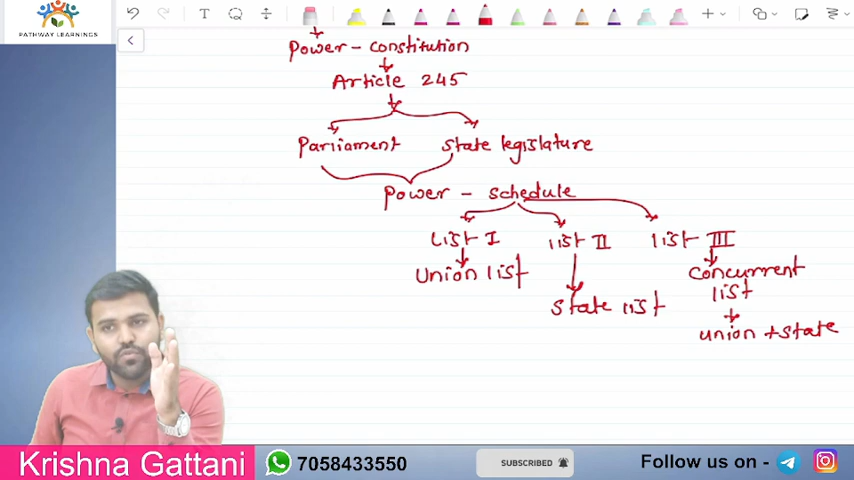 PATHWAY LEARNINGS
T
Power - constitution
Article 245
Parliament State legislature
Power - schedule
List I list II list III
Union list
Concurrent
list
State list
union + state
Krishna Gattani 7058433550 SUBSCRIBED Follow us on -